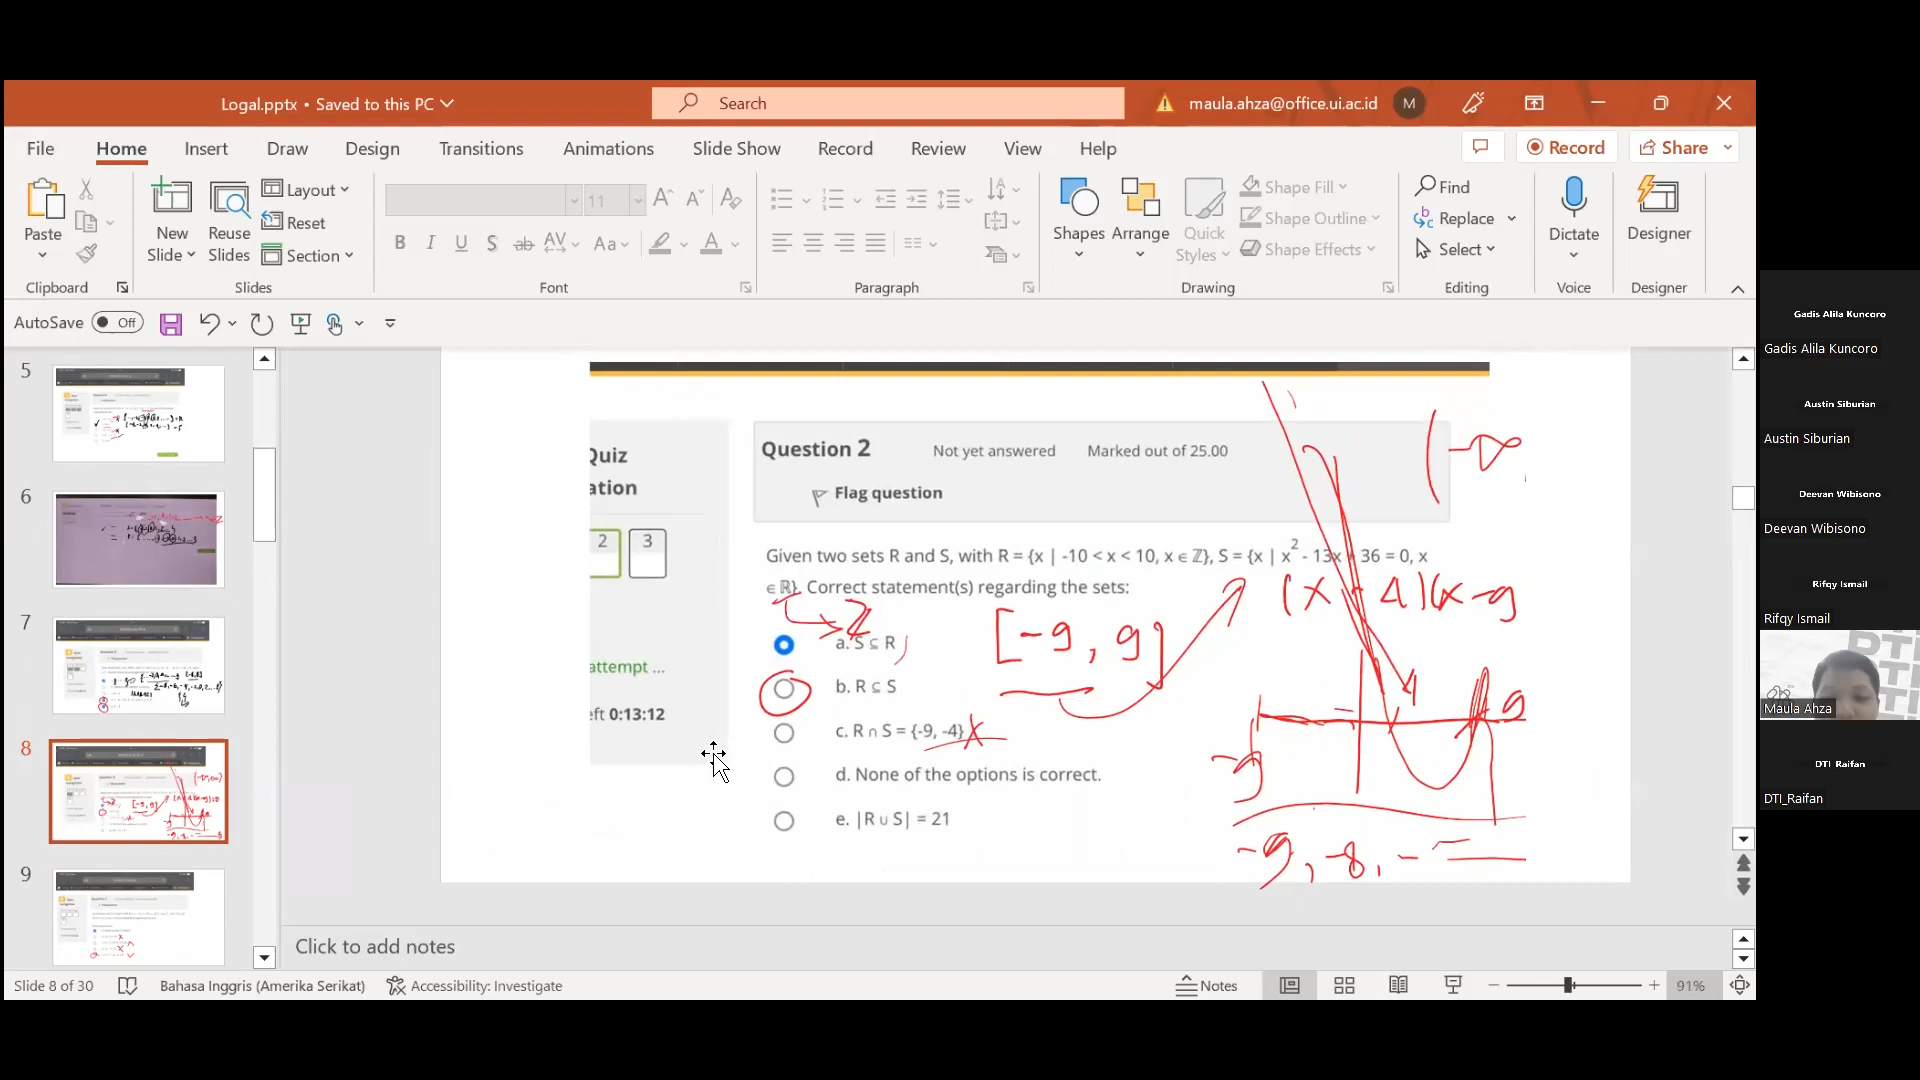 Logal.pptx • Saved to this PC
Search
maula.ahza@office.ui.ac.id
M
File Home Insert Draw Design Transitions Animations Slide Show Record Review View Help
Record
Share
Paste
New Slide
Reuse Slides
Layout
Reset
Section
11
Shapes
Arrange
Quick Styles
Shape Fill
Shape Outline
Shape Effects
Find
Replace
Select
Dictate
Designer
Clipboard Slides Font Paragraph Drawing Editing Voice Designer
AutoSave Off
5
6
7
8
9
Quiz
ation
2 3
attempt ...
eft 0:13:12
Question 2 Not yet answered Marked out of 25.00
Flag question
Given two sets R and S, with R = {x | -10 < x < 10, x ∈ ℤ}, S = {x | x² - 13x + 36 = 0, x
∈ ℝ}. Correct statement(s) regarding the sets:
a. S ⊆ R
b. R ⊆ S
c. R ∩ S = {-9, -4}
d. None of the options is correct.
e. |R ∪ S| = 21
(-∞
(x-4)(x-9
→ Z
[-9, 9]
4
9
-9
-9, -8, -
Click to add notes
Slide 8 of 30
Bahasa Inggris (Amerika Serikat)
Accessibility: Investigate
Notes
91%
Gadis Alila Kuncoro
Gadis Alila Kuncoro
Austin Siburian
Austin Siburian
Deevan Wibisono
Deevan Wibisono
Rifqy Ismail
Rifqy Ismail
Maula Ahza
DTI_Raifan
DTI_Raifan